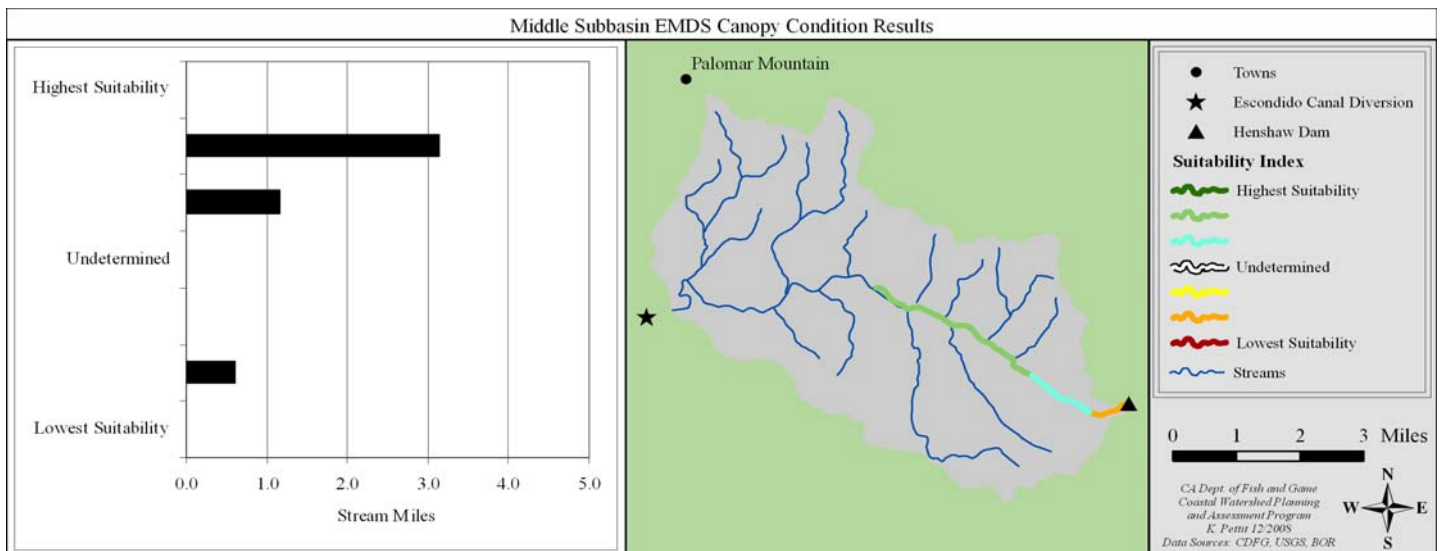 Middle Subbasin EMDS Canopy Condition Results
Highest Suitability
Undetermined
Lowest Suitability
0.0 1.0 2.0 3.0 4.0 5.0
Stream Miles
Palomar Mountain
Towns
Escondido Canal Diversion
Henshaw Dam
Suitability Index
Highest Suitability
Undetermined
Lowest Suitability
Streams
0 1 2 3 Miles
CA Dept. of Fish and Game
Coastal Watershed Planning
and Assessment Program
K. Pettit 12/2008
Data Sources: CDFG, USGS, BOR
N
W E
S